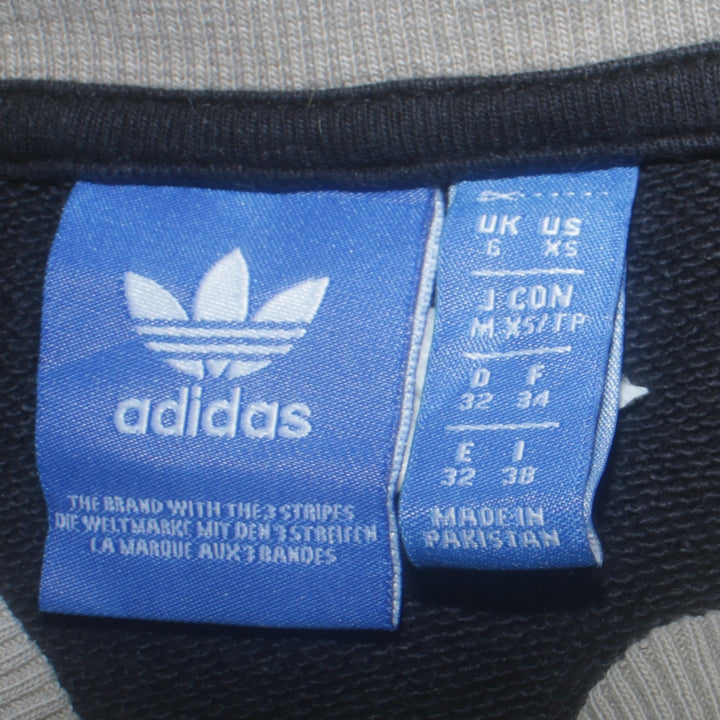 adidas
THE BRAND WITH THE 3 STRIPES
DIE WELTMARKE MIT DEN 3 STREIFEN
LA MARQUE AUX 3 BANDES
UK US
6 XS
J CON
M XS/TP
D F
32 34
E I
32 38
MADE IN
PAKISTAN